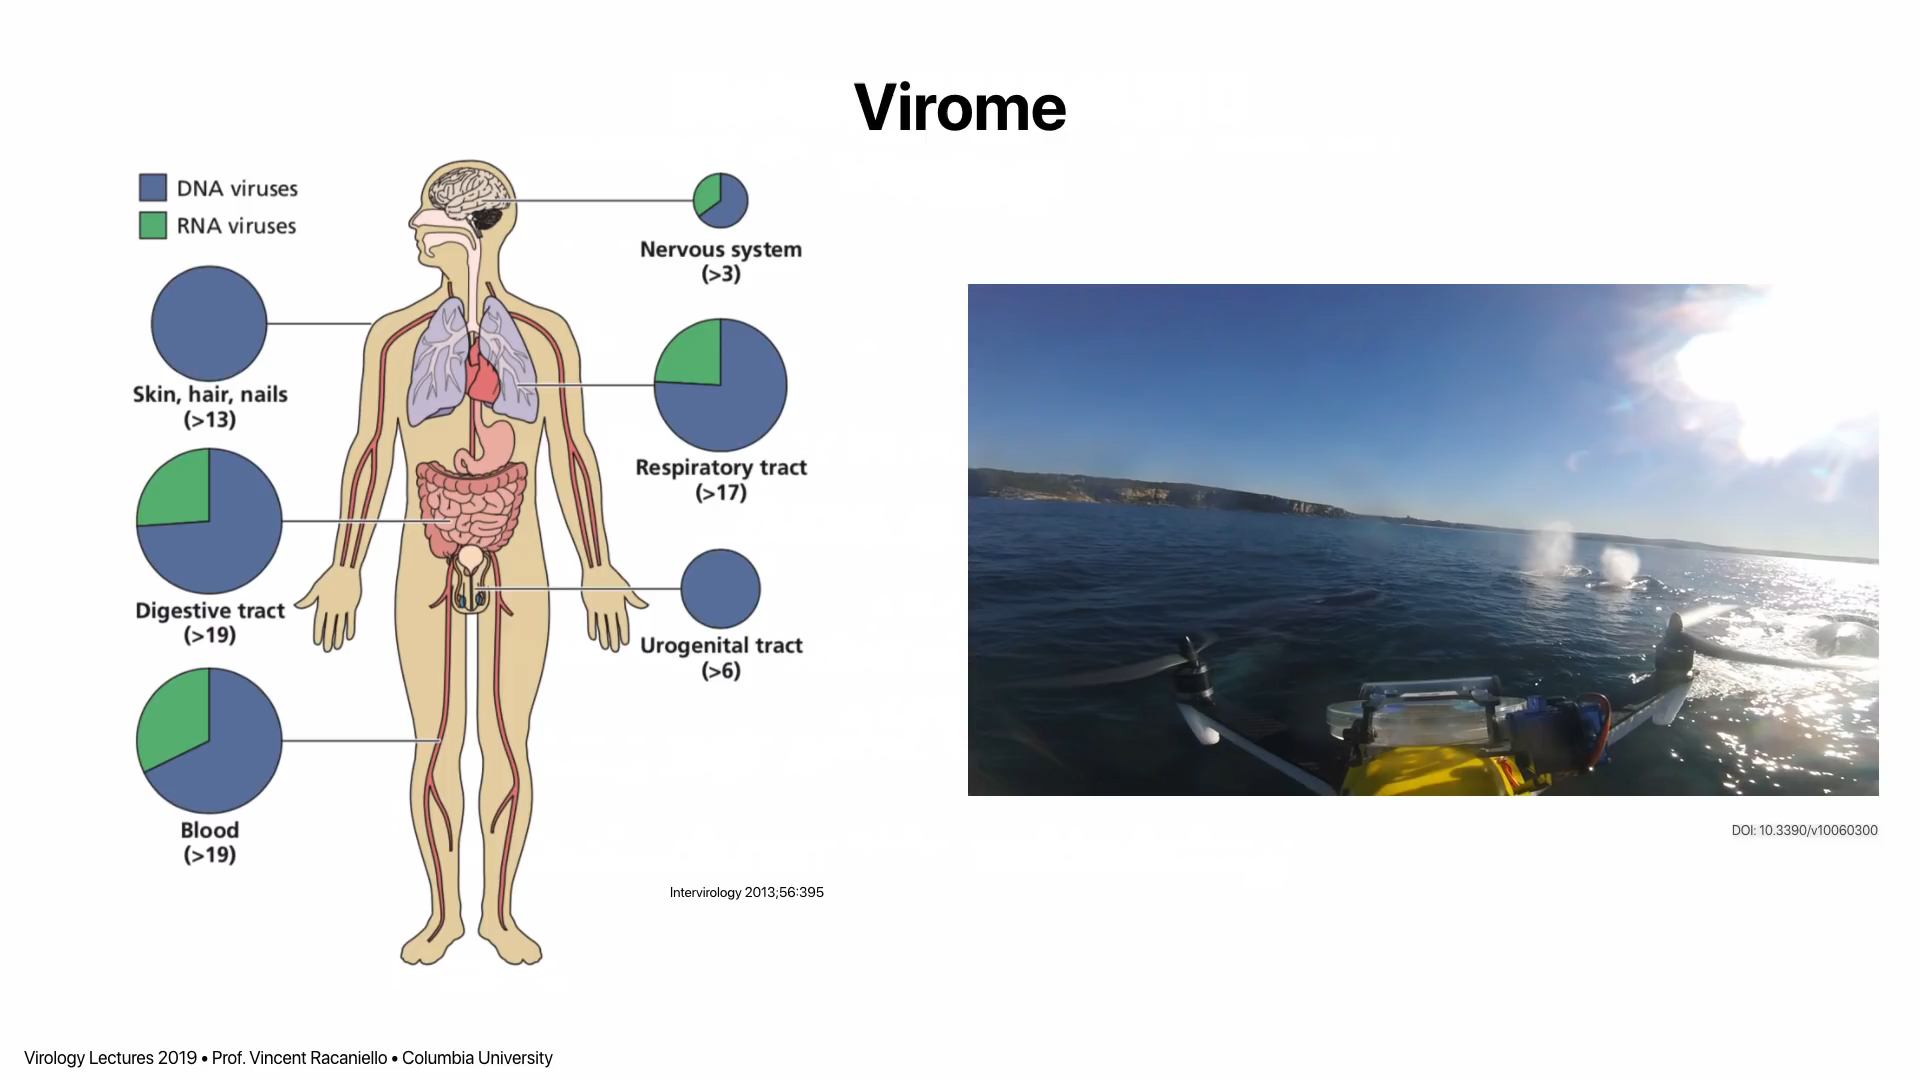 Virome
DNA viruses
RNA viruses
Nervous system
(>3)
Skin, hair, nails
(>13)
Respiratory tract
(>17)
Digestive tract
(>19)
Urogenital tract
(>6)
Blood
(>19)
DOI: 10.3390/v10060300
Intervirology 2013;56:395
Virology Lectures 2019 • Prof. Vincent Racaniello • Columbia University